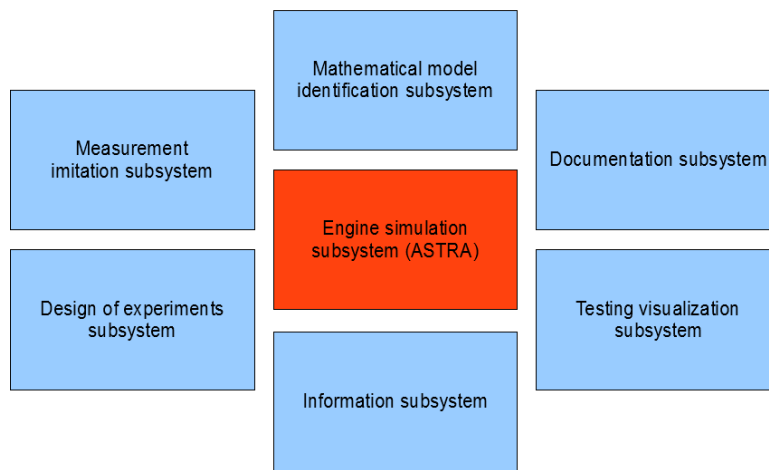 Mathematical model
identification subsystem
Measurement
imitation subsystem
Documentation subsystem
Engine simulation
subsystem (ASTRA)
Design of experiments
subsystem
Testing visualization
subsystem
Information subsystem